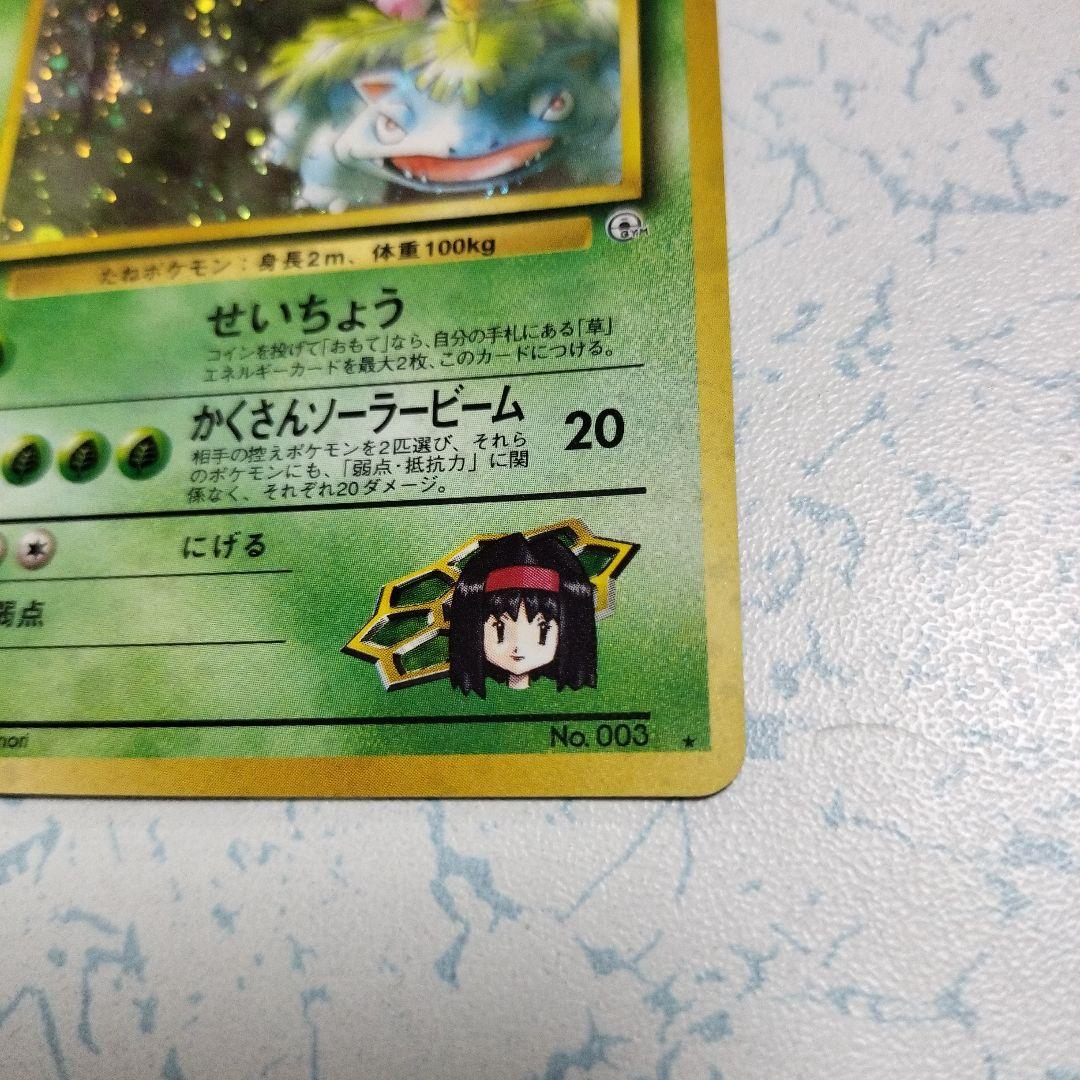 GYM
たねポケモン：身長2m、体重100kg
せいちょう
コインを投げて「おもて」なら、自分の手札にある「草」
エネルギーカードを最大2枚、このカードにつける。
かくさんソーラービーム 20
相手の控えポケモンを2匹選び、それら
のポケモンにも、「弱点・抵抗力」に関
係なく、それぞれ20ダメージ。
にげる
弱点
No. 003 ★